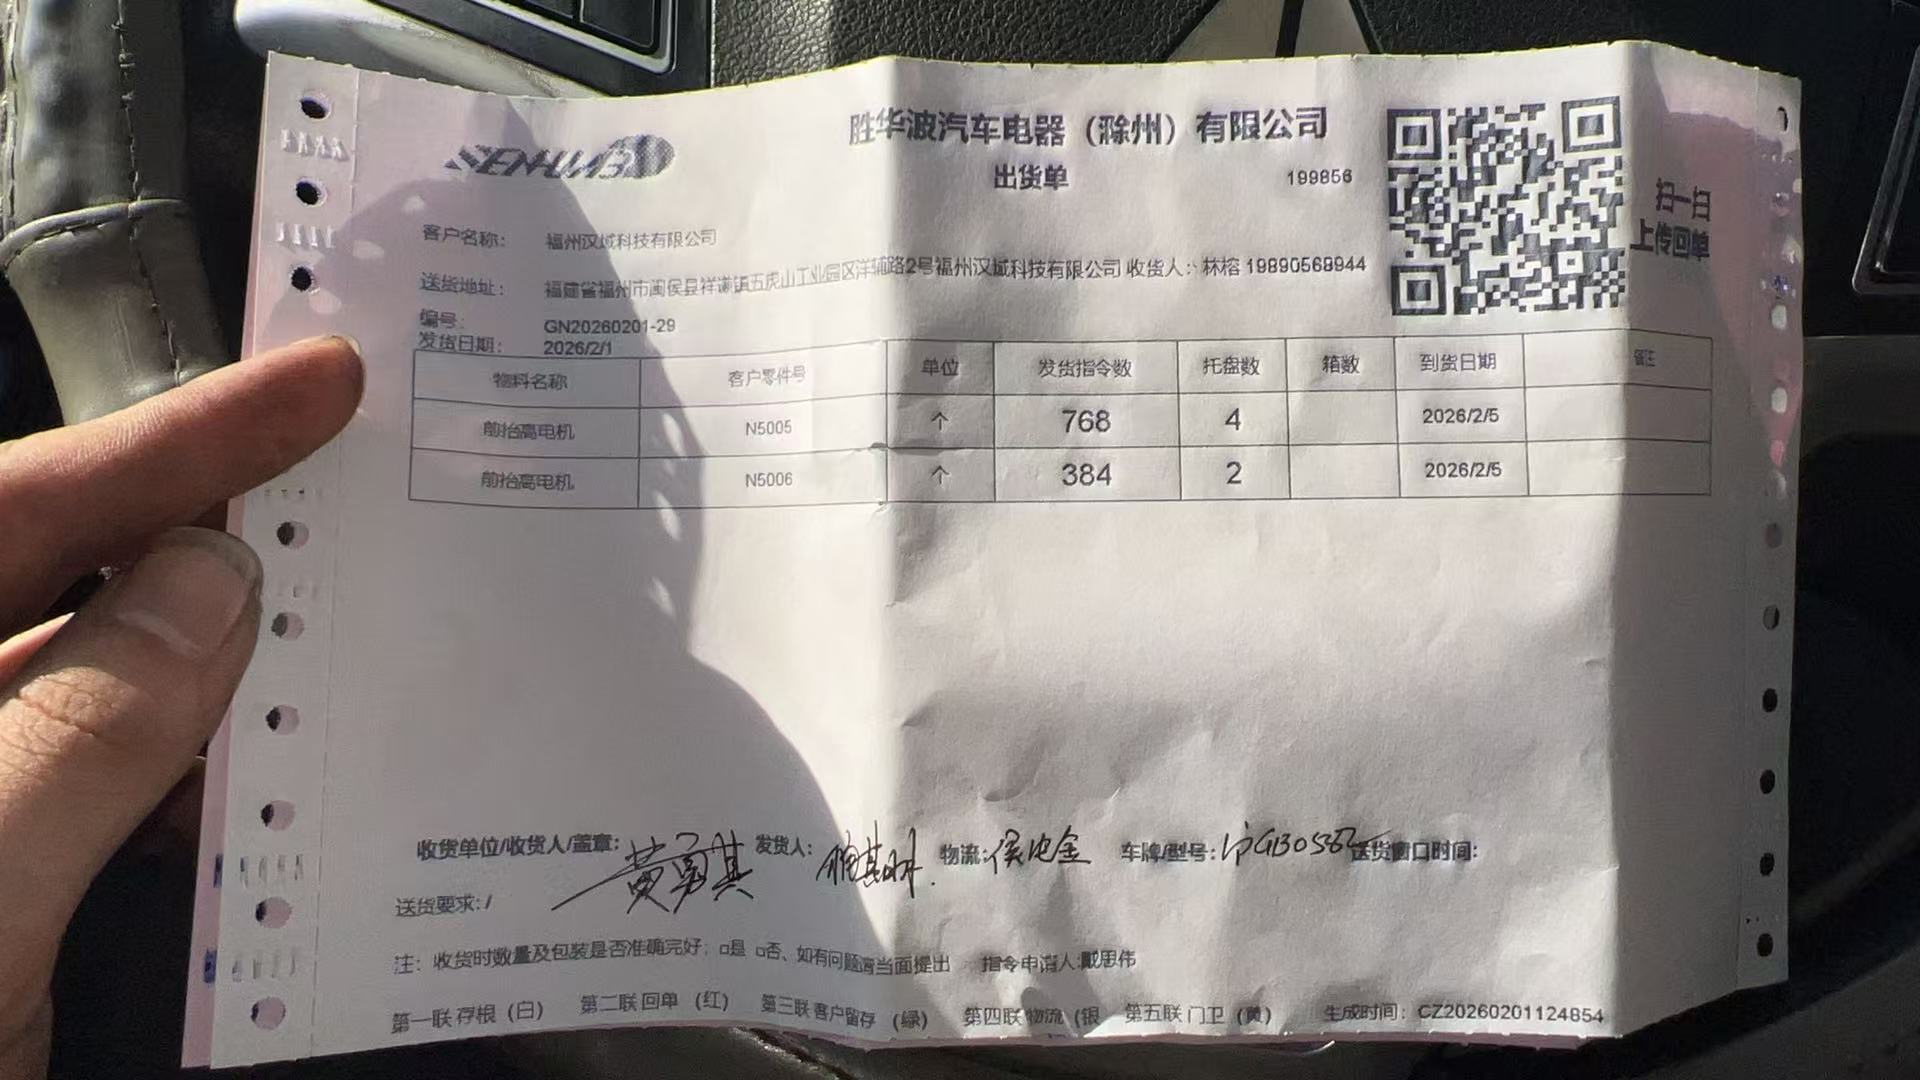 SENHWB
胜华波汽车电器（滁州）有限公司
出货单
199856
扫一扫
上传回单
客户名称： 福州汉域科技有限公司
送货地址： 福建省福州市闽侯县祥谦镇五虎山工业园区洋辅路2号福州汉域科技有限公司 收货人：林榕 19890568944
编号： GN20260201-29
发货日期： 2026/2/1
物料名称 客户零件号 单位 发货指令数 托盘数 箱数 到货日期 备注
前抬高电机 N5005 个 768 4 2026/2/5
前抬高电机 N5006 个 384 2 2026/2/5
收货单位/收货人/盖章： 黄勇其 发货人： 物流： 车牌/型号： 送货窗口时间：
送货要求：/
注：收货时数量及包装是否准确完好；□是 □否、如有问题请当面提出 指令申请人:戴思伟
第一联 存根（白） 第二联 回单（红） 第三联 客户留存（绿） 第四联 物流（银 第五联 门卫（黄） 生成时间：CZ20260201124854